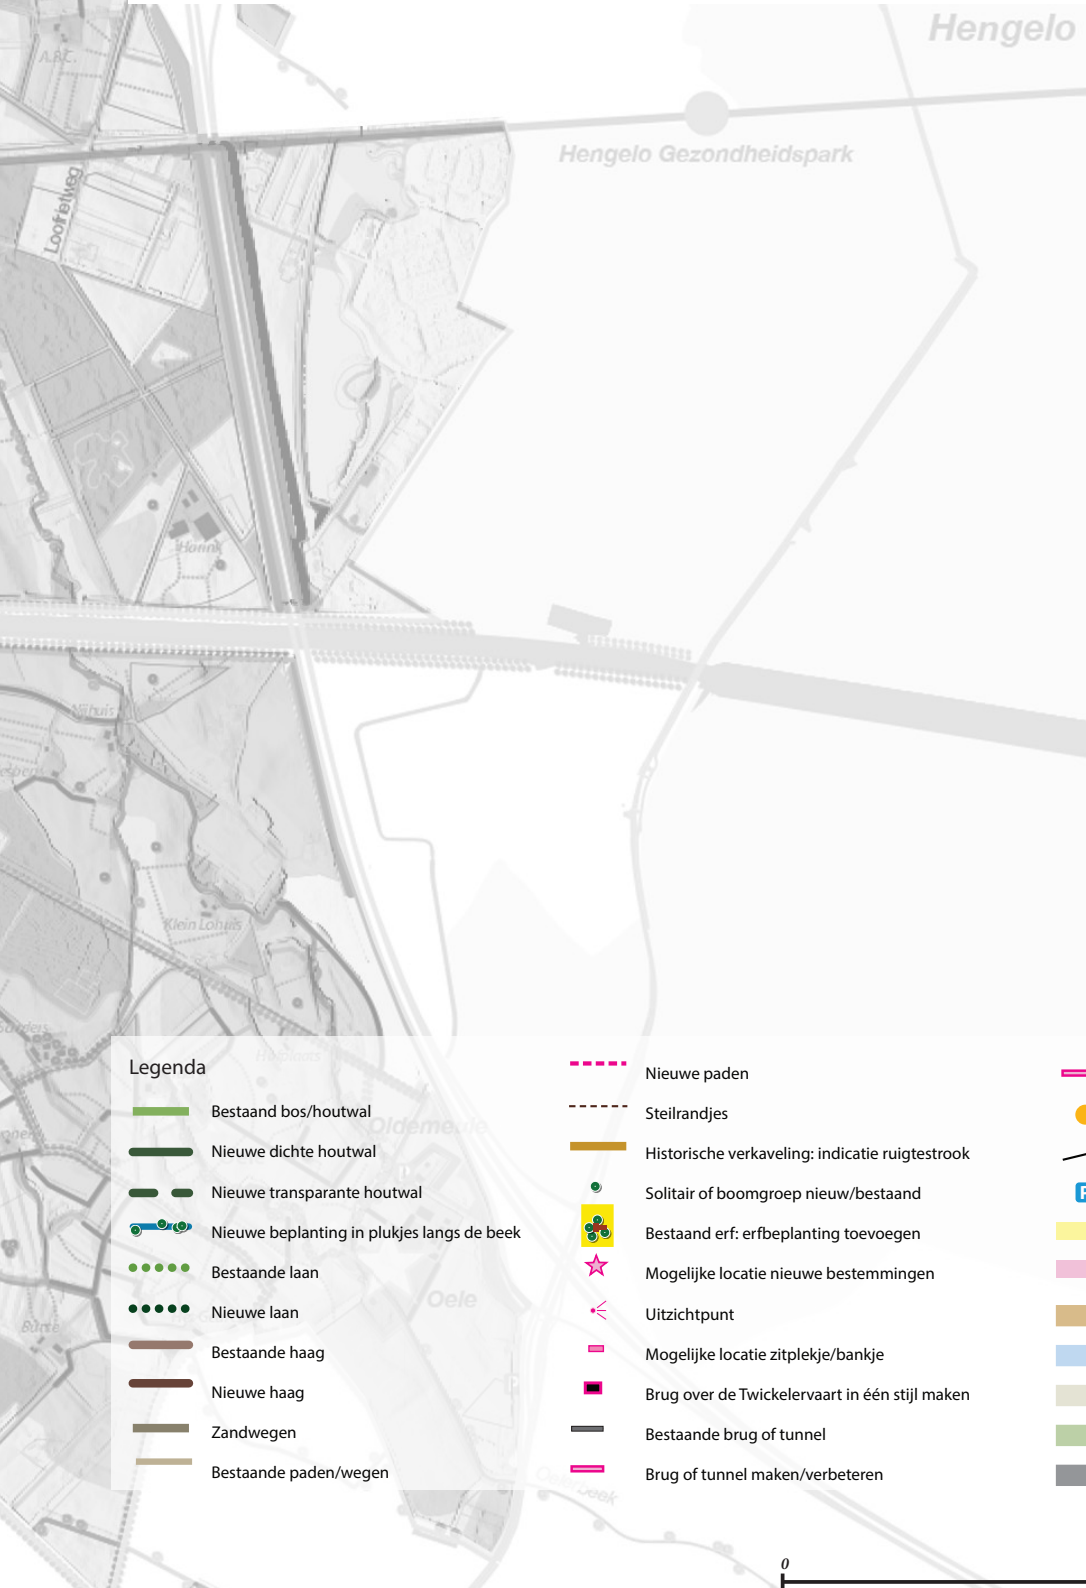 Hengelo
A.B.C.
Hengelo Gezondheidspark
Loofrietweg
Harink
Nijhuis
Klein Lohuis
Legenda
Bestaand bos/houtwal
Nieuwe dichte houtwal
Nieuwe transparante houtwal
Nieuwe beplanting in plukjes langs de beek
Bestaande laan
Nieuwe laan
Bestaande haag
Nieuwe haag
Zandwegen
Bestaande paden/wegen
Nieuwe paden
Steilrandjes
Historische verkaveling: indicatie ruigtestrook
Solitair of boomgroep nieuw/bestaand
Bestaand erf: erfbeplanting toevoegen
Mogelijke locatie nieuwe bestemmingen
Uitzichtpunt
Mogelijke locatie zitplekje/bankje
Brug over de Twickelervaart in één stijl maken
Bestaande brug of tunnel
Brug of tunnel maken/verbeteren
P
Oldemeule
Oele
Oelerbeek
0